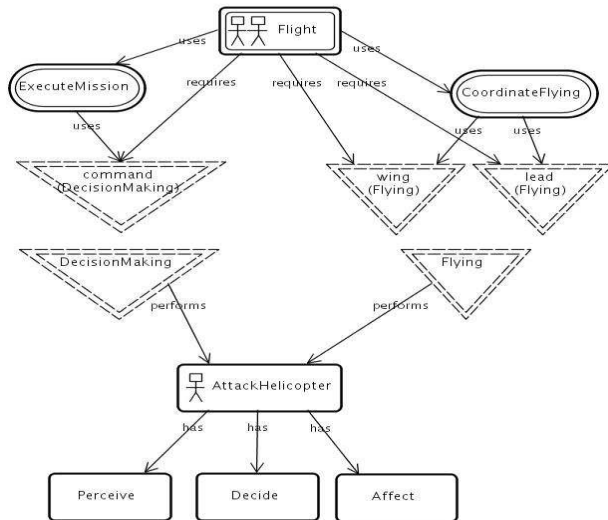 Flight
uses
uses
ExecuteMission
requires
requires
requires
CoordinateFlying
uses
uses
uses
command
(DecisionMaking)
wing
(Flying)
lead
(Flying)
DecisionMaking
Flying
performs
performs
AttackHelicopter
has
has
has
Perceive
Decide
Affect